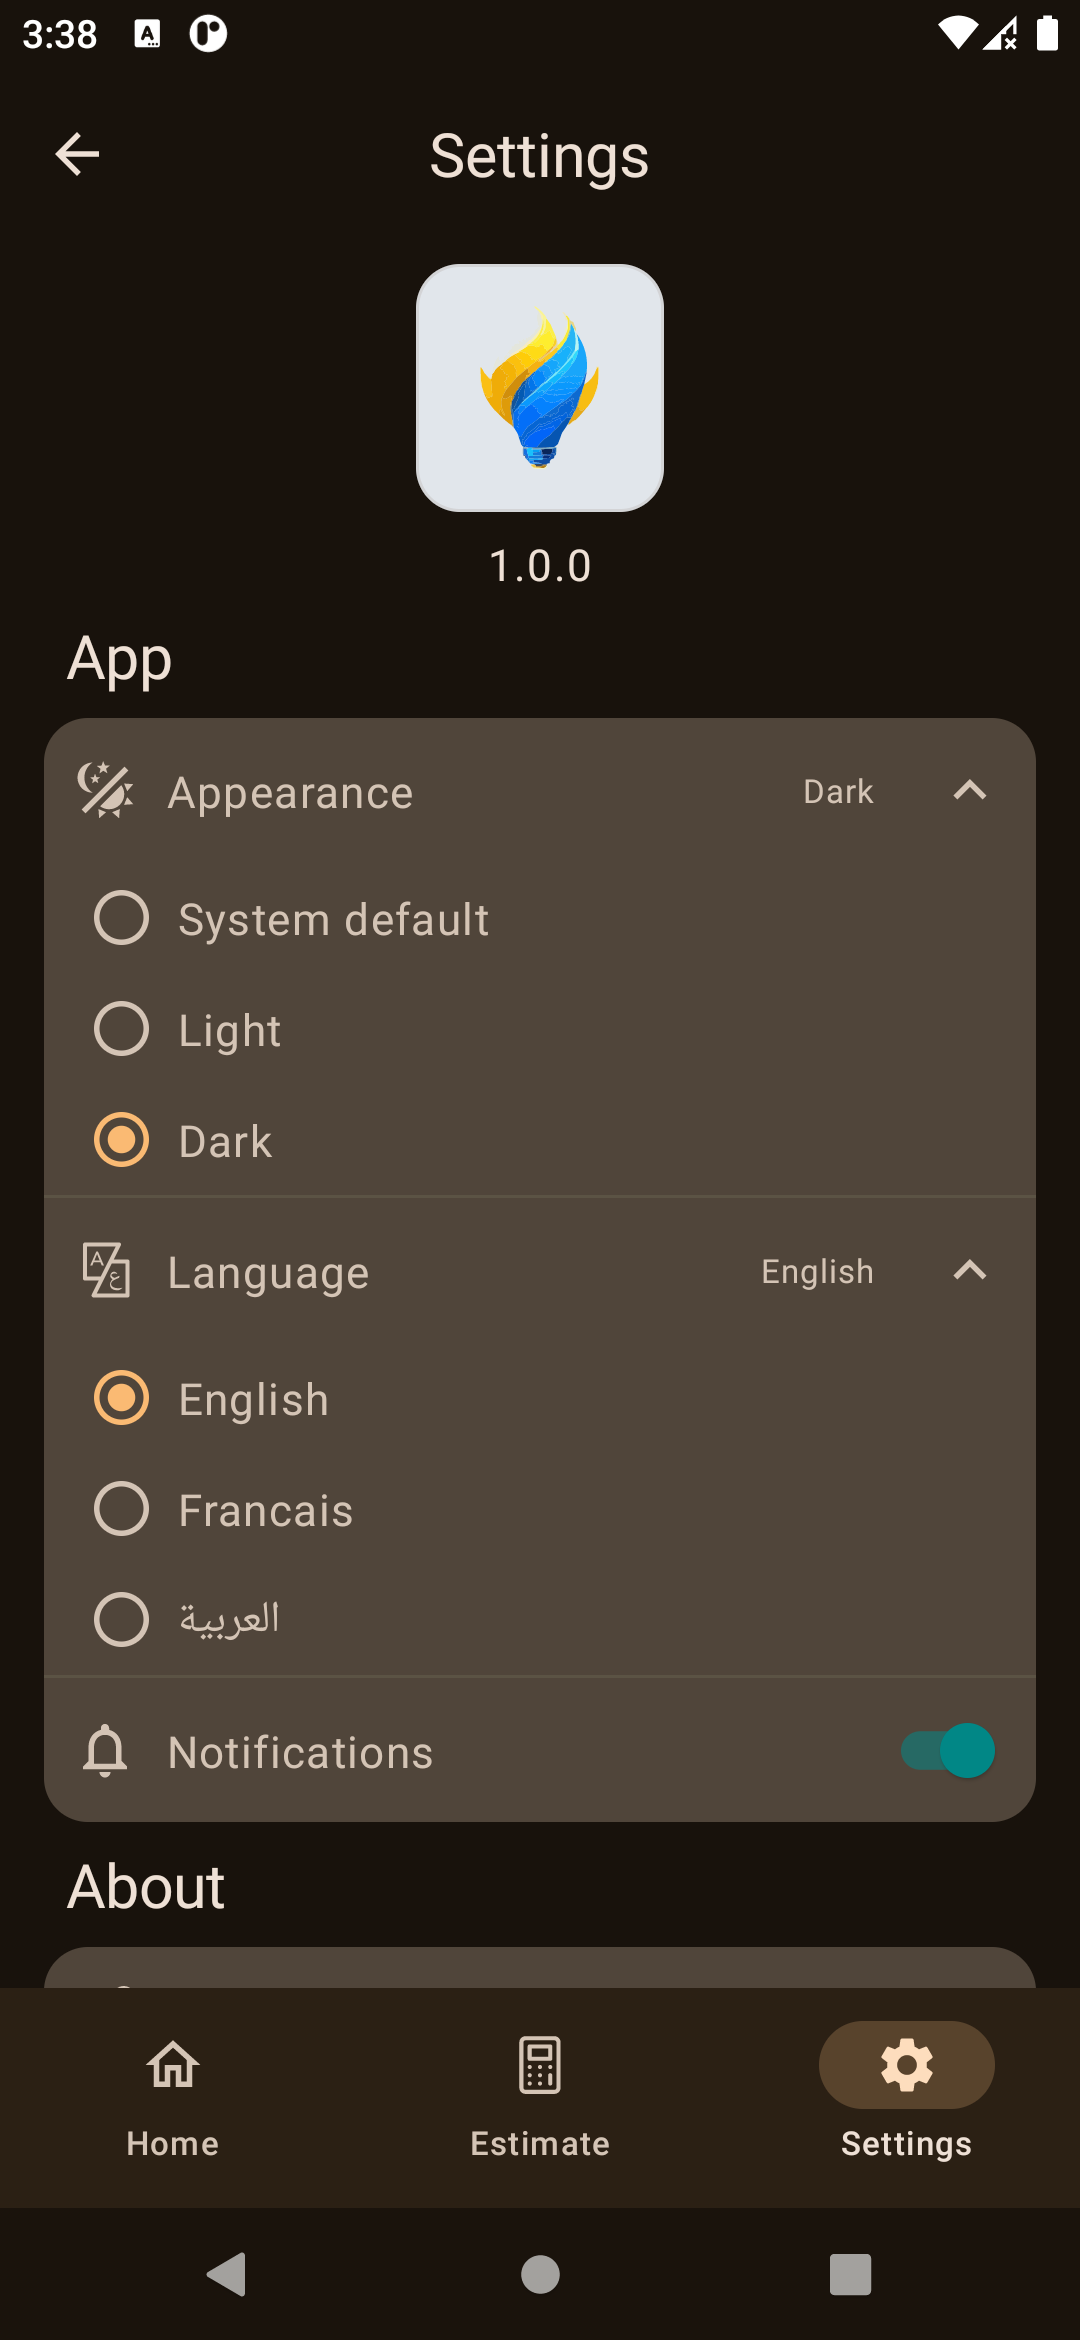 3:38
Settings
1.0.0
App
Appearance
Dark
System default
Light
Dark
Language
English
English
Francais
العربية
Notifications
About
Home
Estimate
Settings